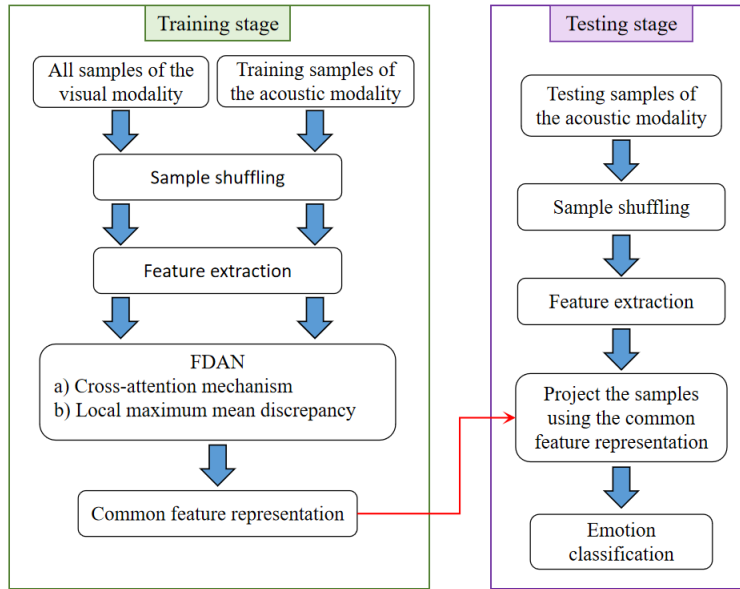 Training stage
All samples of the
visual modality
Training samples of
the acoustic modality
Sample shuffling
Feature extraction
FDAN
a) Cross-attention mechanism
b) Local maximum mean discrepancy
Common feature representation
Testing stage
Testing samples of
the acoustic modality
Sample shuffling
Feature extraction
Project the samples
using the common
feature representation
Emotion
classification